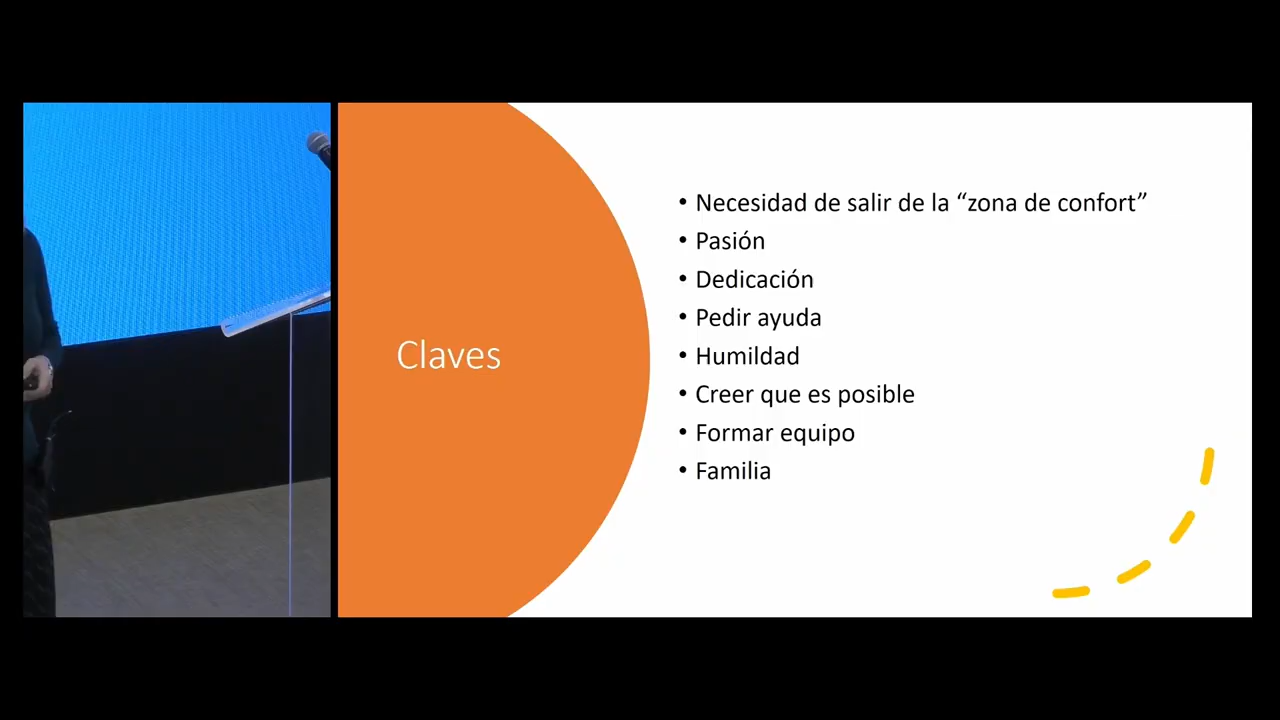 Claves
• Necesidad de salir de la “zona de confort”
• Pasión
• Dedicación
• Pedir ayuda
• Humildad
• Creer que es posible
• Formar equipo
• Familia